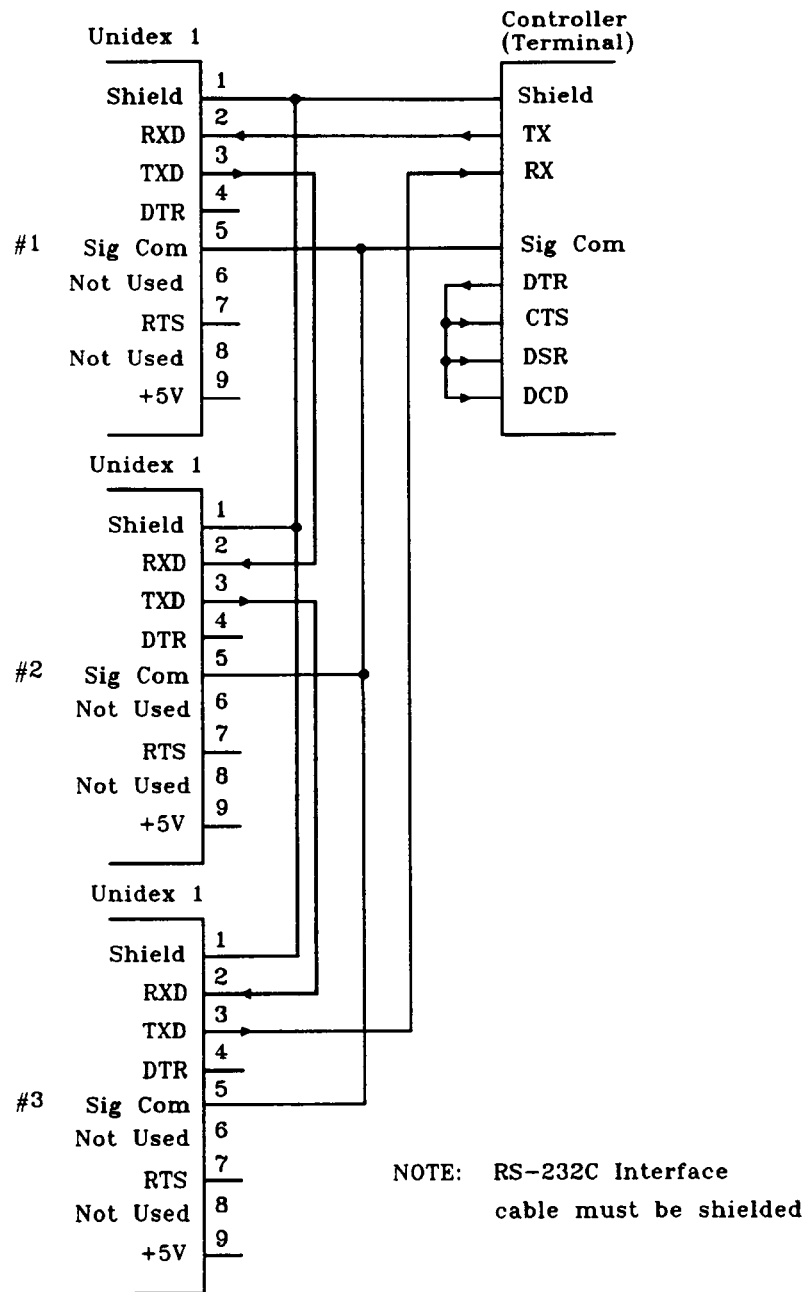 Unidex 1
Controller
(Terminal)
Shield 1 Shield
RXD 2 TX
TXD 3 RX
DTR 4
#1 Sig Com 5 Sig Com
Not Used 6 DTR
RTS 7 CTS
Not Used 8 DSR
+5V 9 DCD
Unidex 1
Shield 1
RXD 2
TXD 3
DTR 4
#2 Sig Com 5
Not Used 6
RTS 7
Not Used 8
+5V 9
Unidex 1
Shield 1
RXD 2
TXD 3
DTR 4
#3 Sig Com 5
Not Used 6
RTS 7
Not Used 8
+5V 9
NOTE: RS-232C Interface
cable must be shielded